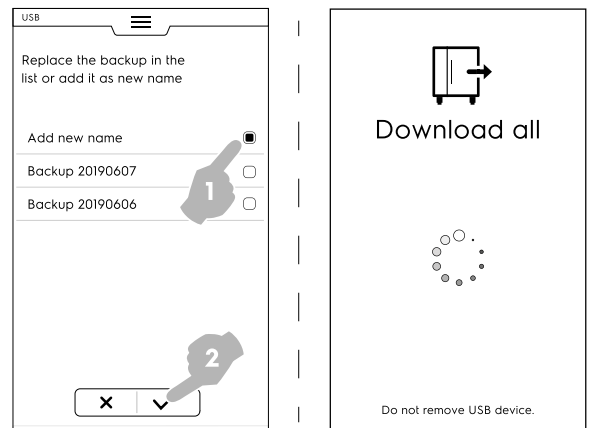 USB
Replace the backup in the
list or add it as new name
Add new name
Backup 20190607
Backup 20190606
1
2
Download all
Do not remove USB device.